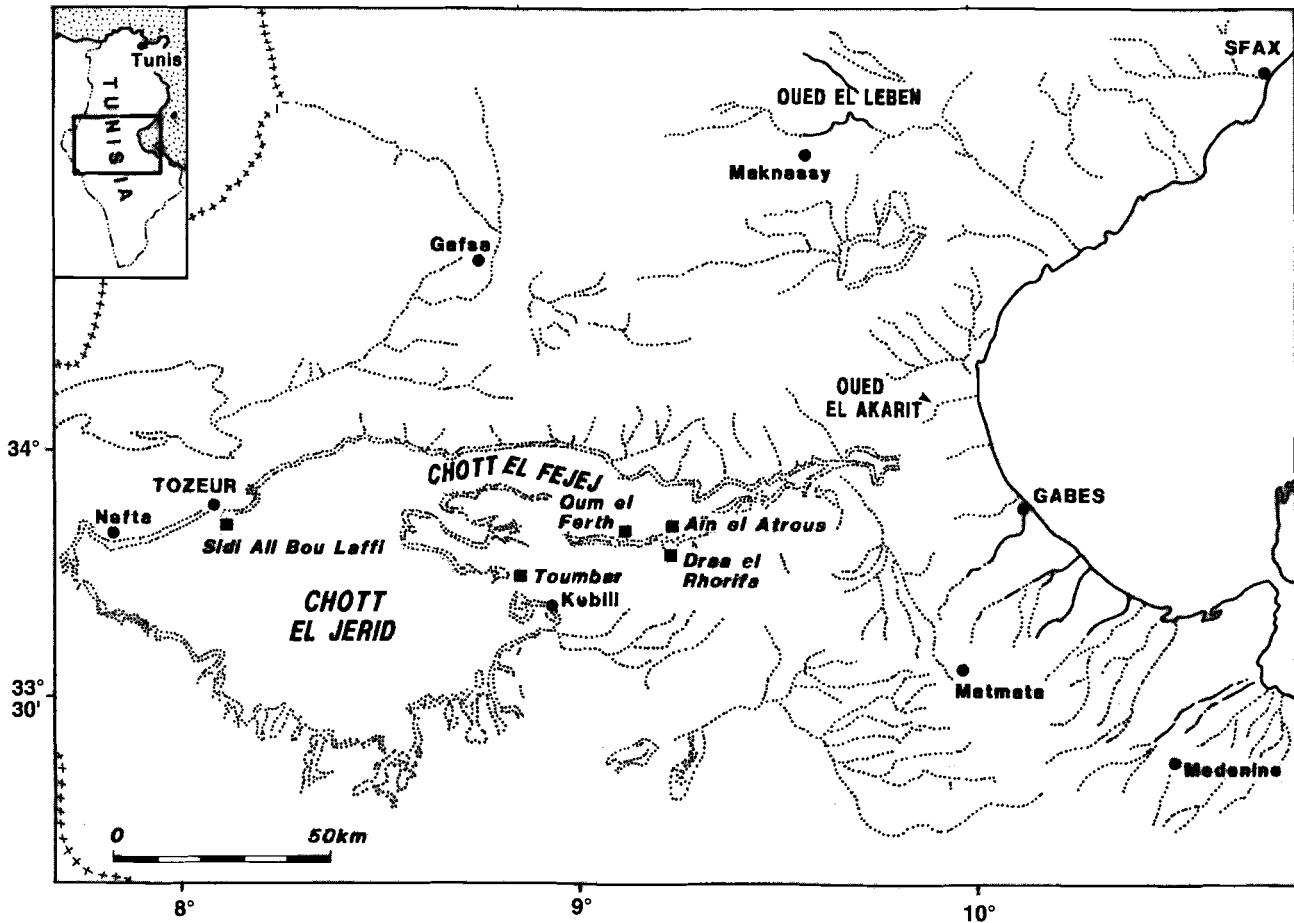 Tunis
TUNISIA
SFAX
OUED EL LEBEN
Maknassy
Gafsa
OUED
EL AKARIT
34°
CHOTT EL FEJEJ
TOZEUR
Oum el
Ferth
GABES
Nefta
Aïn el Atrous
Sidi Ali Bou Laffi
Draa el
Rhorifa
Toumbar
Kebili
CHOTT
EL JERID
Matmata
33°
30'
Medenine
0 50km
8° 9° 10°